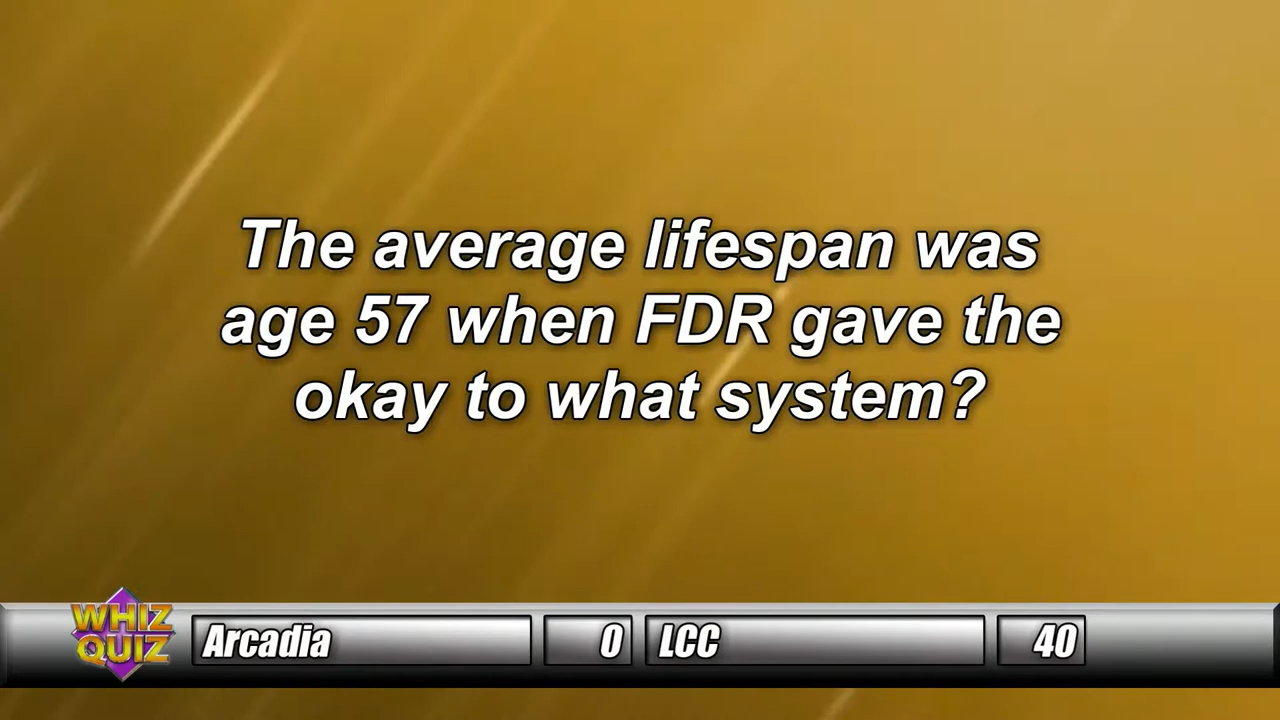 The average lifespan was
age 57 when FDR gave the
okay to what system?
WHIZ
QUIZ
Arcadia 0 LCC 40